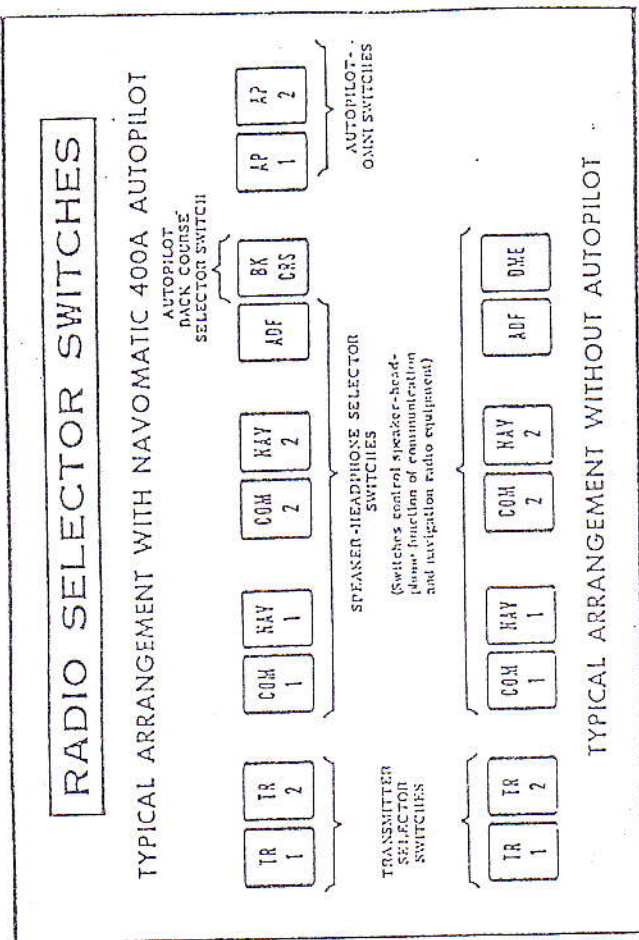 RADIO SELECTOR SWITCHES
TYPICAL ARRANGEMENT WITH NAVOMATIC 400A AUTOPILOT
AUTOPILOT
BACK COURSE
SELECTOR SWITCH
TR 1
TR 2
COM 1
NAV 1
COM 2
NAV 2
ADF
BK CRS
AP 1
AP 2
TRANSMITTER
SELECTOR
SWITCHES
SPEAKER-HEADPHONE SELECTOR
SWITCHES
(Switches control speaker-head-
phone function of communication
and navigation radio equipment)
AUTOPILOT-
OMNI SWITCHES
TR 1
TR 2
COM 1
NAV 1
COM 2
NAV 2
ADF
DME
TYPICAL ARRANGEMENT WITHOUT AUTOPILOT